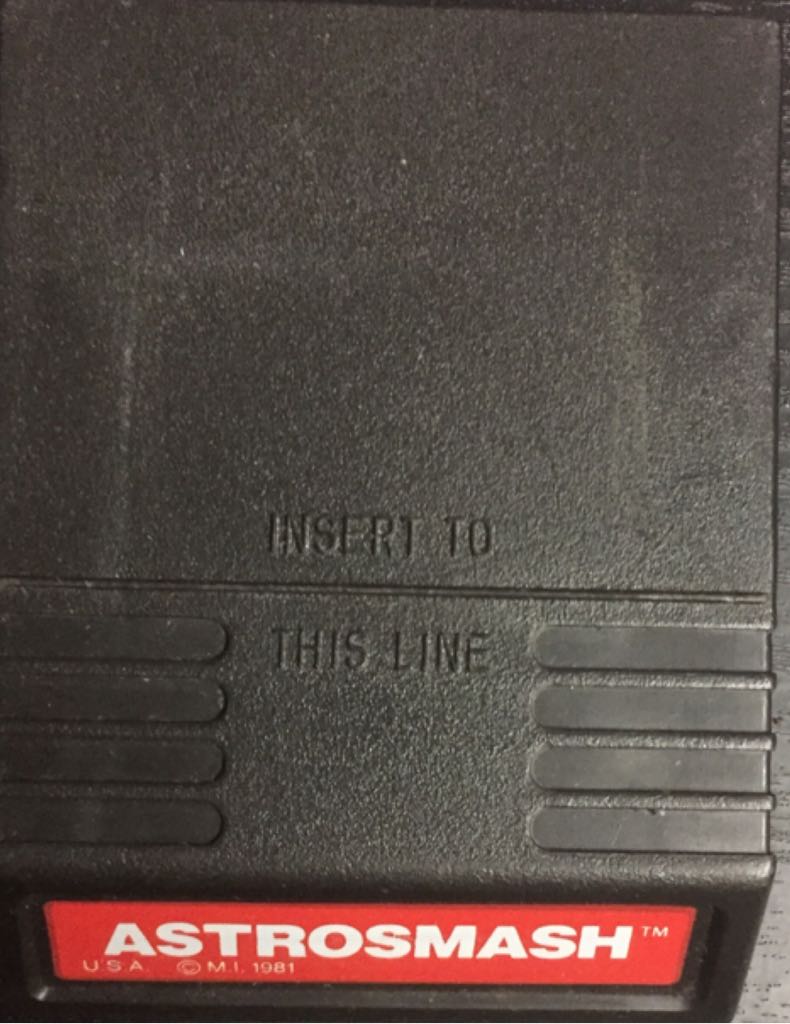 INSERT TO
THIS LINE
ASTROSMASH™
U.S.A. © M.I. 1981